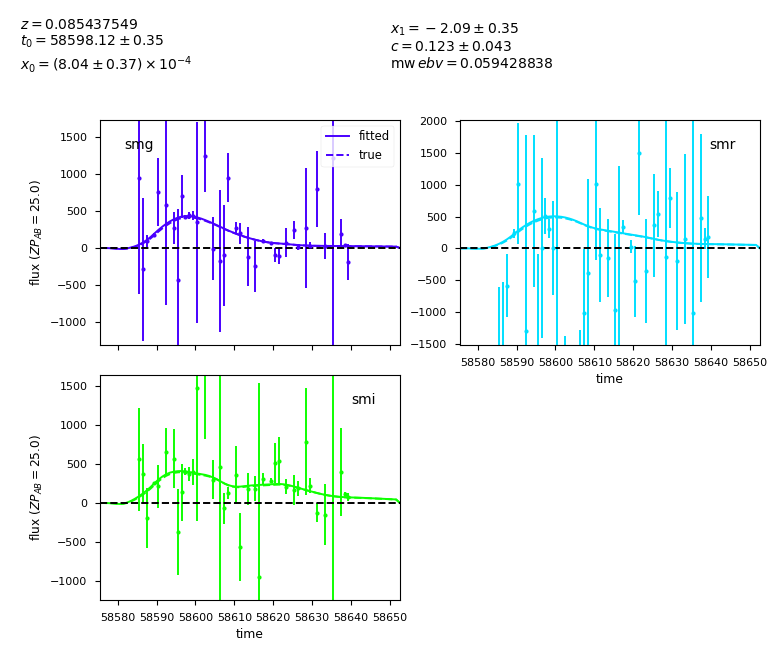 z = 0.085437549
t₀ = 58598.12 ± 0.35
x₀ = (8.04 ± 0.37) × 10⁻⁴
x₁ = −2.09 ± 0.35
c = 0.123 ± 0.043
mw ebv = 0.059428838
smg
fitted
true
1500
1000
500
0
−500
−1000
flux (ZP_AB = 25.0)
smr
2000
1500
1000
500
0
−500
−1000
−1500
58580 58590 58600 58610 58620 58630 58640 58650
time
smi
1500
1000
500
0
−500
−1000
flux (ZP_AB = 25.0)
58580 58590 58600 58610 58620 58630 58640 58650
time